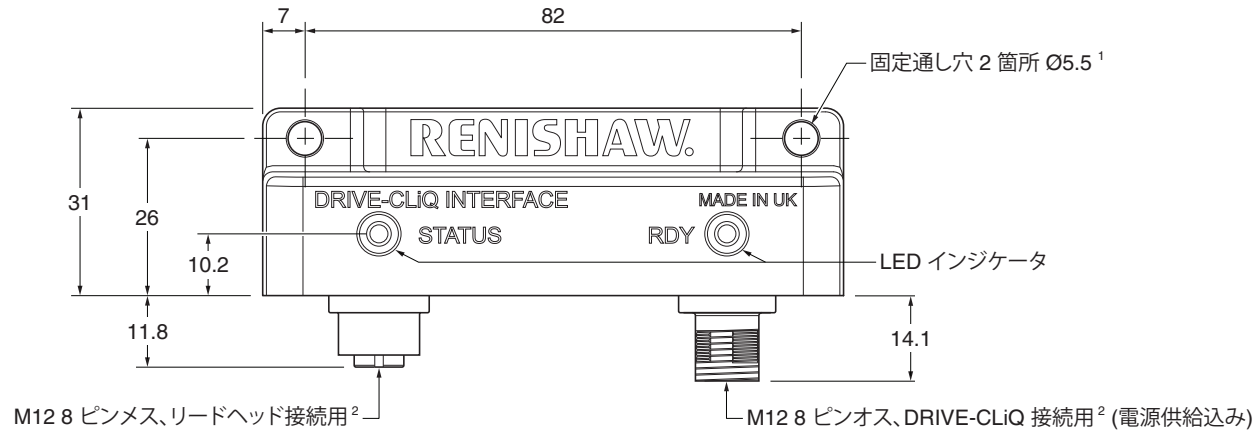 7
82
固定通し穴 2 箇所 Ø5.5 ¹
RENISHAW.
31
26
DRIVE-CLiQ INTERFACE
MADE IN UK
STATUS
RDY
10.2
LED インジケータ
11.8
14.1
M12 8 ピンメス、リードヘッド接続用 ²
M12 8 ピンオス、DRIVE-CLiQ 接続用 ² (電源供給込み)